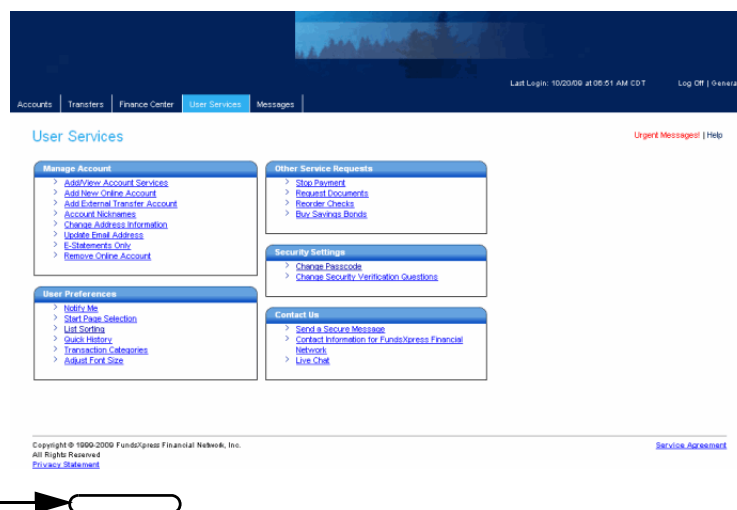 Last Login: 10/20/09 at 06:51 AM CDT Log Off | Genera
Accounts Transfers Finance Center User Services Messages
User Services
Urgent Messages! | Help
Manage Account
> Add/View Account Services
> Add New Online Account
> Add External Transfer Account
> Account Nicknames
> Change Address Information
> Update Email Address
> E-Statements Only
> Remove Online Account
User Preferences
> Notify Me
> Start Page Selection
> List Sorting
> Quick History
> Transaction Categories
> Adjust Font Size
Other Service Requests
> Stop Payment
> Request Documents
> Reorder Checks
> Buy Savings Bonds
Security Settings
> Change Passcode
> Change Security Verification Questions
Contact Us
> Send a Secure Message
> Contact Information for FundsXpress Financial
Network
> Live Chat
Copyright © 1999-2009 FundsXpress Financial Network, Inc.
All Rights Reserved
Privacy Statement
Service Agreement